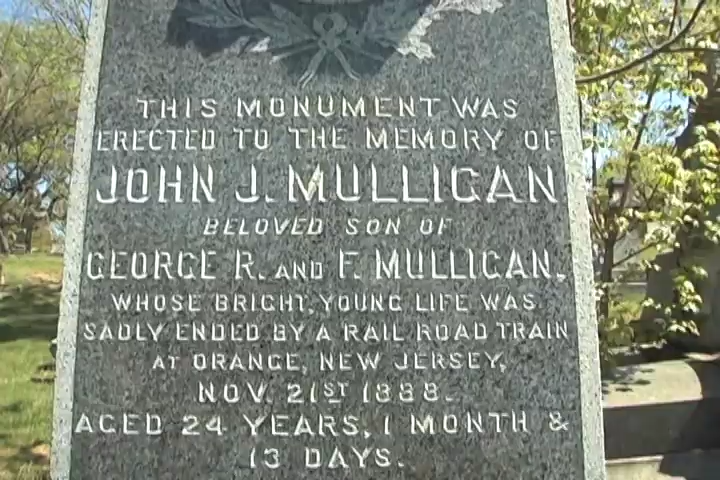 THIS MONUMENT WAS
ERECTED TO THE MEMORY OF
JOHN J. MULLIGAN
BELOVED SON OF
GEORGE R. AND F. MULLIGAN.
WHOSE BRIGHT, YOUNG LIFE WAS
SADLY ENDED BY A RAIL ROAD TRAIN
AT ORANGE, NEW JERSEY,
NOV. 21ST 1888.
AGED 24 YEARS, 1 MONTH &
13 DAYS.